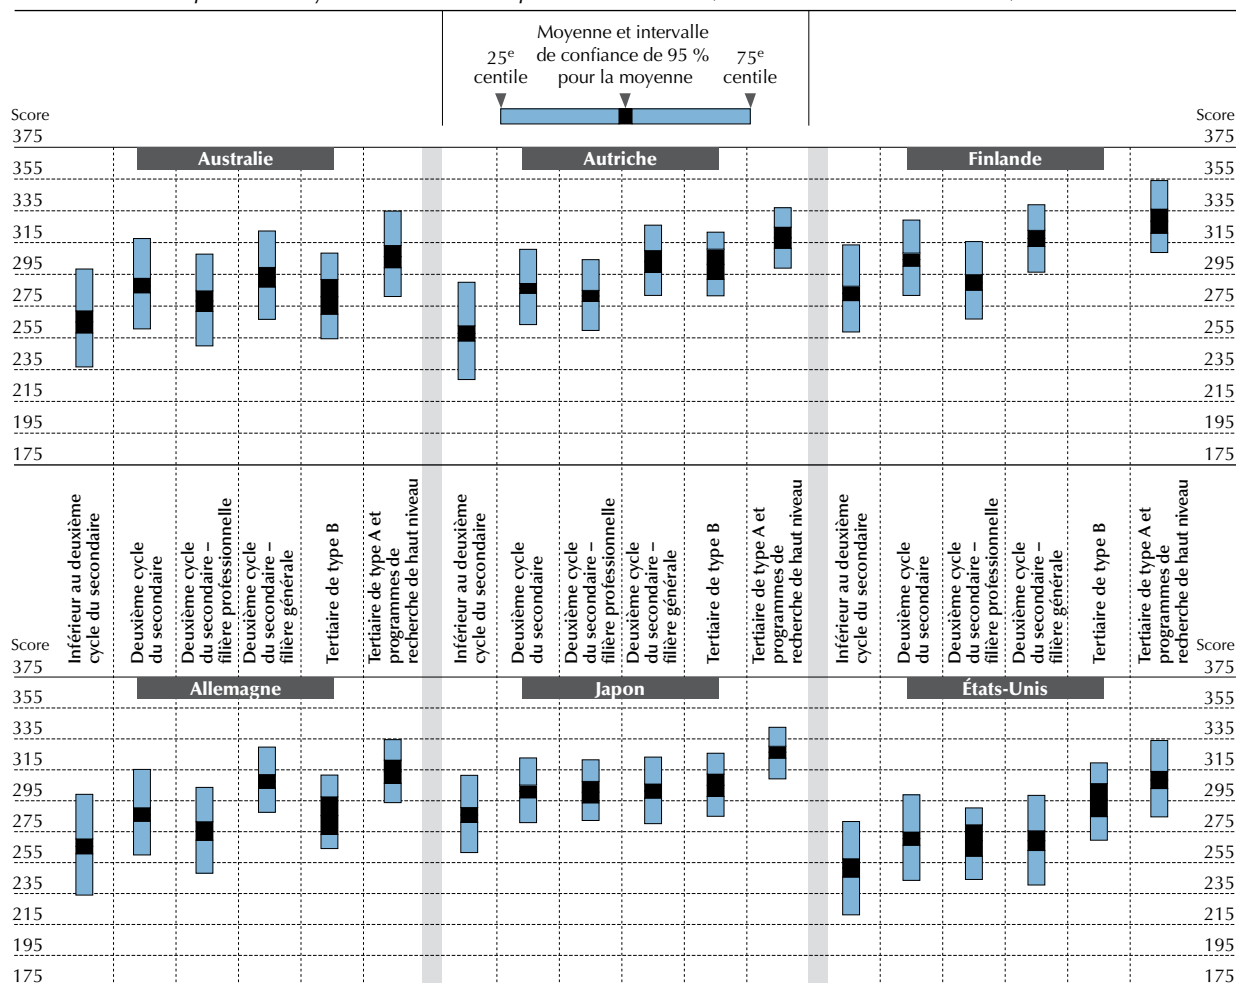 Moyenne et intervalle
de confiance de 95 %
pour la moyenne
25e
centile
75e
centile
Score
Score
375
375
Australie
Autriche
Finlande
355
355
335
335
315
315
295
295
275
275
255
255
235
235
215
215
195
195
175
175
Inférieur au deuxième
cycle du secondaire
Deuxième cycle
du secondaire
Deuxième cycle
du secondaire –
filière professionnelle
Deuxième cycle
du secondaire –
filière générale
Tertiaire de type B
Tertiaire de type A et
programmes de
recherche de haut niveau
Inférieur au deuxième
cycle du secondaire
Deuxième cycle
du secondaire
Deuxième cycle
du secondaire –
filière professionnelle
Deuxième cycle
du secondaire –
filière générale
Tertiaire de type B
Tertiaire de type A et
programmes de
recherche de haut niveau
Inférieur au deuxième
cycle du secondaire
Deuxième cycle
du secondaire
Deuxième cycle
du secondaire –
filière professionnelle
Deuxième cycle
du secondaire –
filière générale
Tertiaire de type B
Tertiaire de type A et
programmes de
recherche de haut niveau
Score
Score
375
375
Allemagne
Japon
États-Unis
355
355
335
335
315
315
295
295
275
275
255
255
235
235
215
215
195
195
175
175